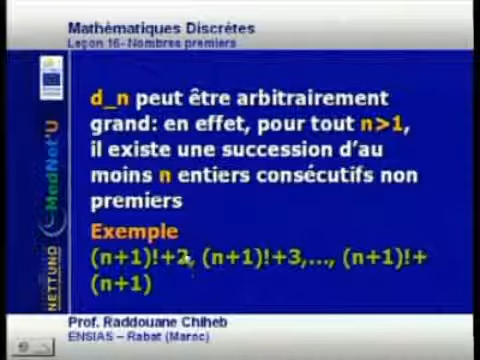 Mathématiques Discrétes
Leçon 16- Nombres premiers
d_n peut être arbitrairement
grand: en effet, pour tout n>1,
il existe une succession d'au
moins n entiers consécutifs non
premiers
Exemple
(n+1)!+2, (n+1)!+3,..., (n+1)!+
(n+1)
NETTUNO MedNet'U
Prof. Raddouane Chiheb
ENSIAS – Rabat (Maroc)